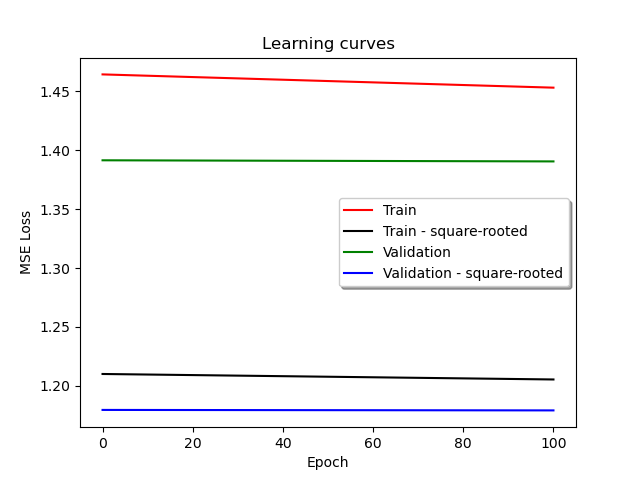 Learning curves
MSE Loss
1.45
1.40
1.35
1.30
1.25
1.20
Train
Train - square-rooted
Validation
Validation - square-rooted
0 20 40 60 80 100
Epoch